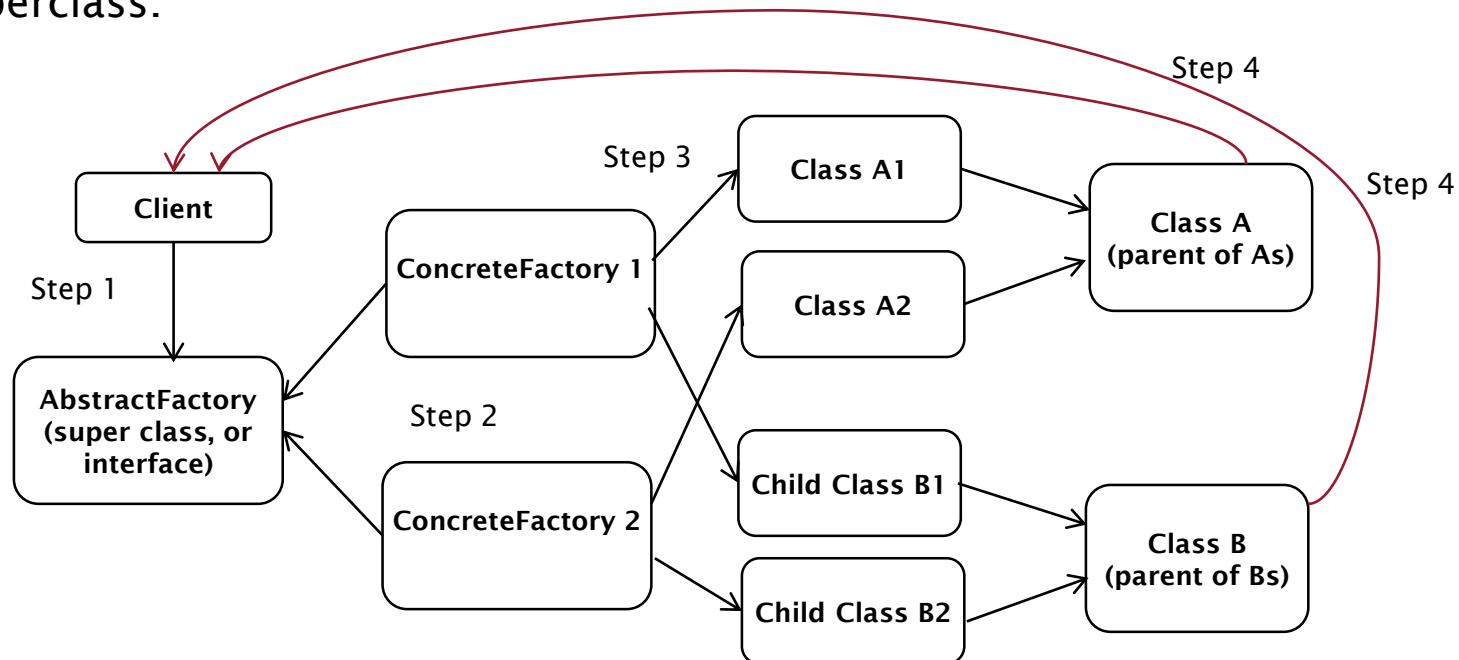 Step 4
Step 3
Class A1
Step 4
Client
Class A
(parent of As)
ConcreteFactory 1
Step 1
Class A2
AbstractFactory
(super class, or
interface)
Step 2
Child Class B1
ConcreteFactory 2
Class B
(parent of Bs)
Child Class B2